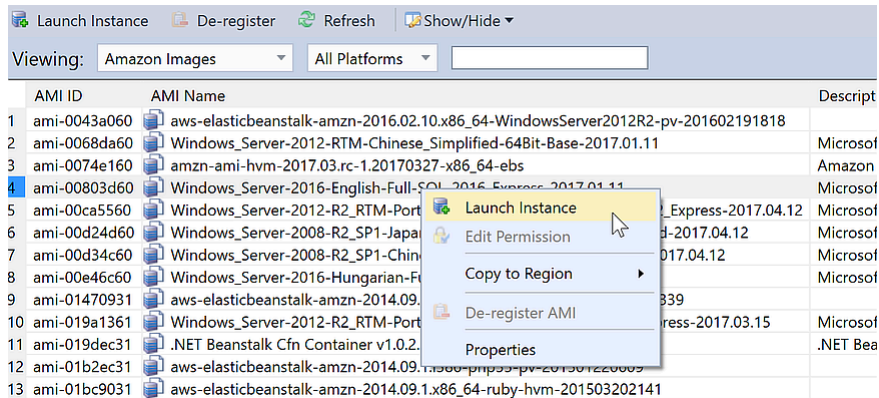 Launch Instance De-register Refresh Show/Hide
Viewing: Amazon Images All Platforms
AMI ID AMI Name Descript
1 ami-0043a060 aws-elasticbeanstalk-amzn-2016.02.10.x86_64-WindowsServer2012R2-pv-201602191818
2 ami-0068da60 Windows_Server-2012-RTM-Chinese_Simplified-64Bit-Base-2017.01.11 Microsof
3 ami-0074e160 amzn-ami-hvm-2017.03.rc-1.20170327-x86_64-ebs Amazon
4 ami-00803d60 Windows_Server-2016-English-Full-SQL_2016_Express-2017.01.11 Microsof
5 ami-00ca5560 Windows_Server-2012-R2_RTM-Port Launch Instance 2_Express-2017.04.12 Microsof
6 ami-00d24d60 Windows_Server-2008-R2_SP1-Japan Edit Permission d-2017.04.12 Microsof
7 ami-00d34c60 Windows_Server-2008-R2_SP1-Chin 017.04.12 Microsof
8 ami-00e46c60 Windows_Server-2016-Hungarian-Fu Copy to Region Microsof
9 ami-01470931 aws-elasticbeanstalk-amzn-2014.09. 339
10 ami-019a1361 Windows_Server-2012-R2_RTM-Port De-register AMI ress-2017.03.15 Microsof
11 ami-019dec31 .NET Beanstalk Cfn Container v1.0.2. Properties .NET Bea
12 ami-01b2ec31 aws-elasticbeanstalk-amzn-2014.09.1.i386-php55-pv-201501220609
13 ami-01bc9031 aws-elasticbeanstalk-amzn-2014.09.1.x86_64-ruby-hvm-201503202141